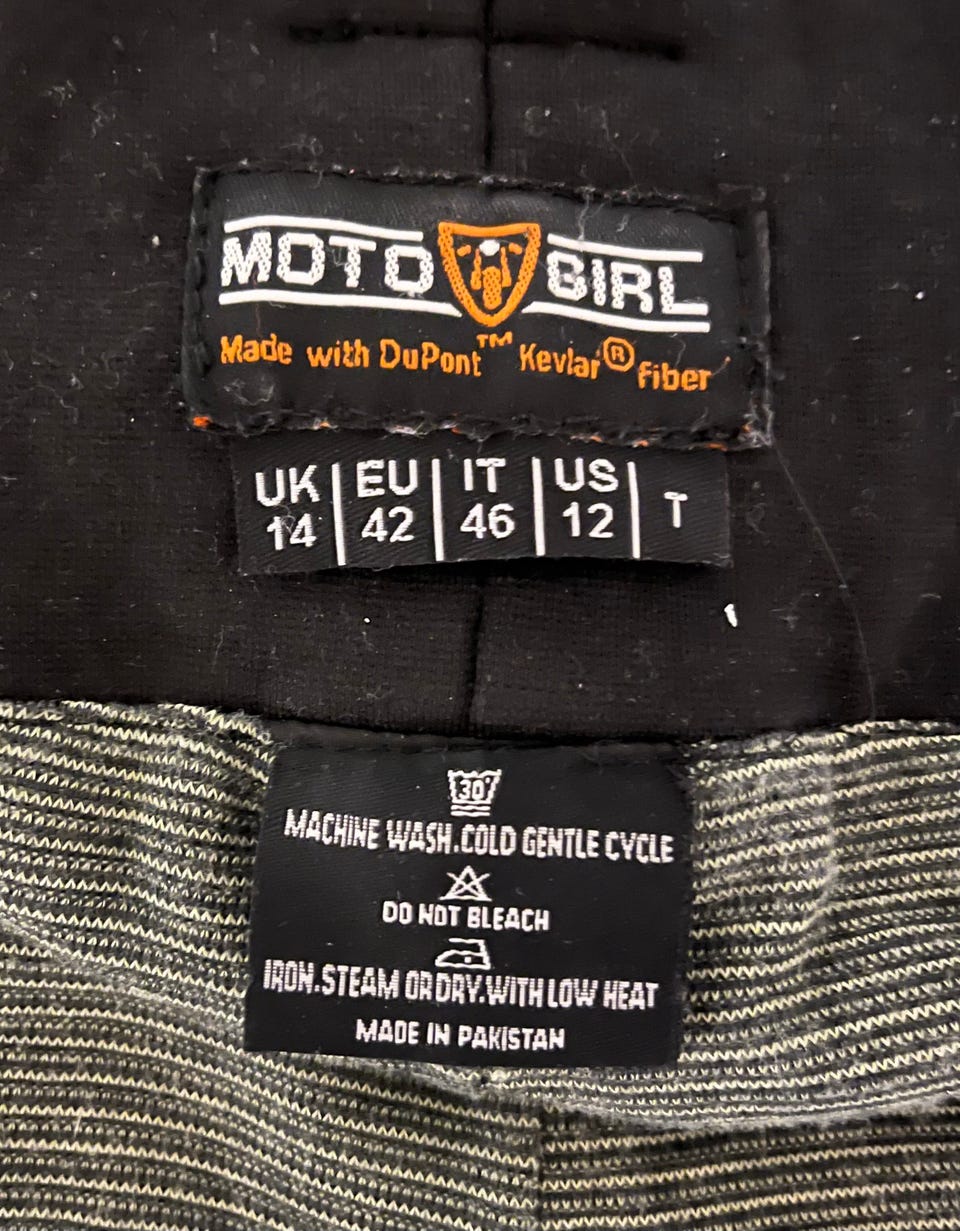 MOTO GIRL
Made with DuPont™ Kevlar® fiber
UK EU IT US T
14 42 46 12
30°
MACHINE WASH.COLD GENTLE CYCLE
DO NOT BLEACH
IRON.STEAM OR DRY.WITH LOW HEAT
MADE IN PAKISTAN